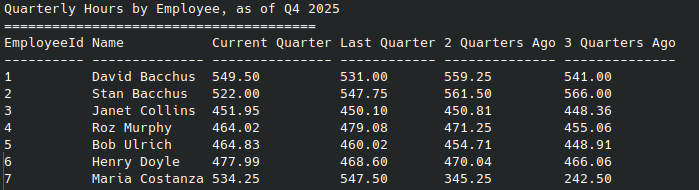 Quarterly Hours by Employee, as of Q4 2025
=======================================
EmployeeId Name           Current Quarter Last Quarter 2 Quarters Ago 3 Quarters Ago
---------- -------------- --------------- ------------ -------------- --------------
1          David Bacchus  549.50          531.00       559.25         541.00
2          Stan Bacchus   522.00          547.75       561.50         566.00
3          Janet Collins  451.95          450.10       450.81         448.36
4          Roz Murphy     464.02          479.08       471.25         455.06
5          Bob Ulrich     464.83          460.02       454.71         448.91
6          Henry Doyle    477.99          468.60       470.04         466.06
7          Maria Costanza 534.25          547.50       345.25         242.50